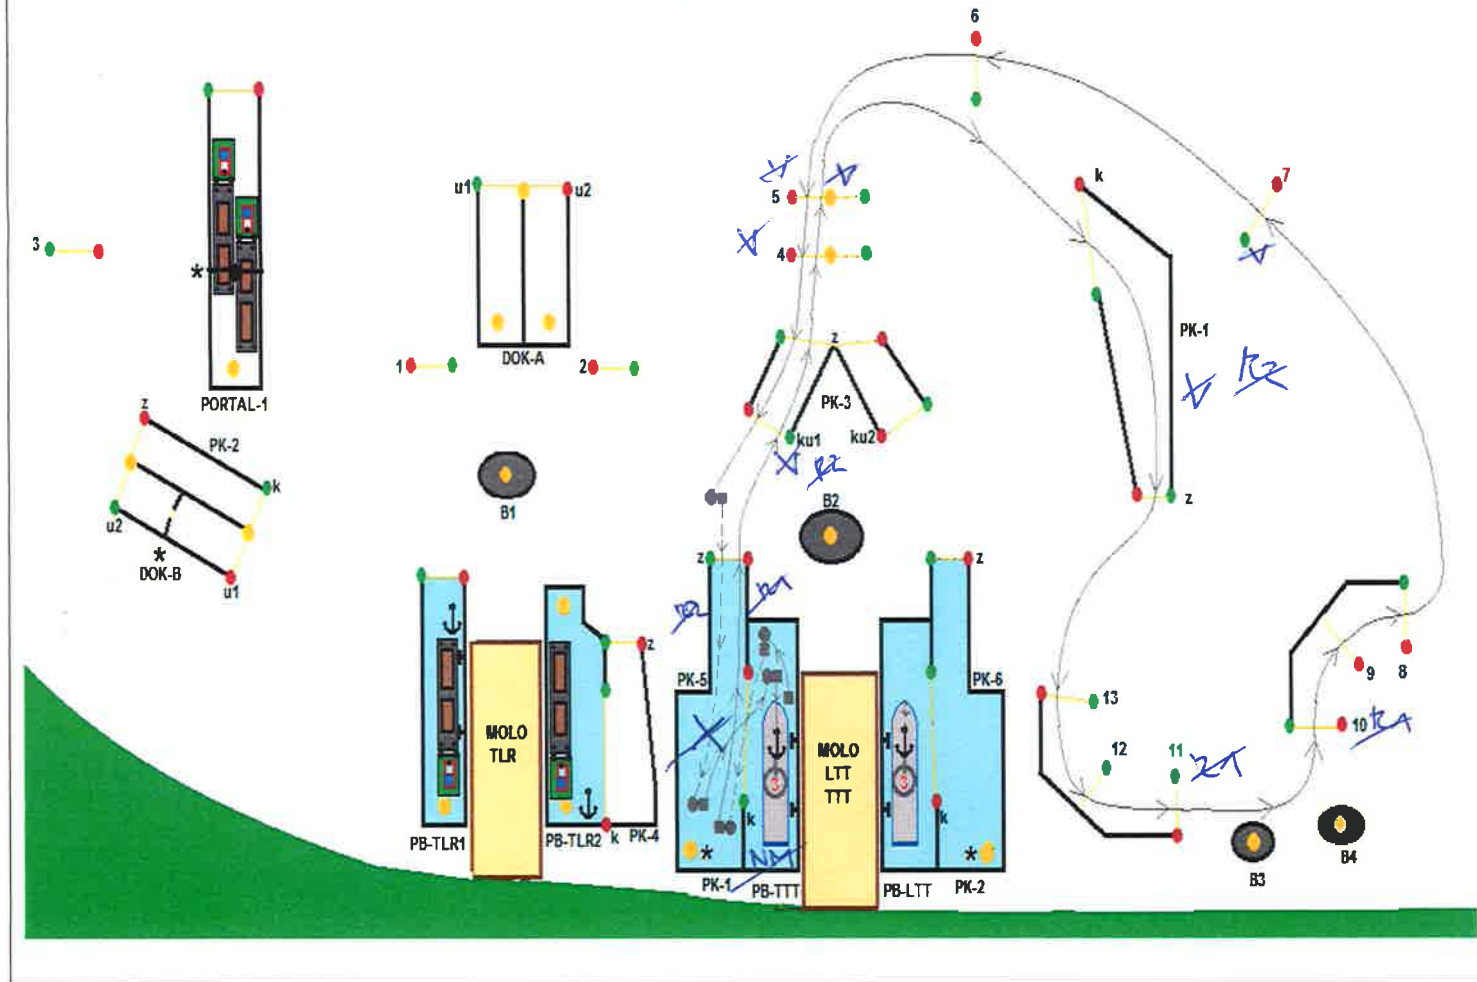 6
7
k
u1
u2
5
3
4
*
1
DOK-A
2
z
PK-1
PORTAL-1
z
PK-2
PK-3
ku1
ku2
k
z
B1
B2
u2
*
DOK-B
u1
z
z
z
PK-5
PK-6
13
9
8
MOLO
TLR
MOLO
LTT
TTT
10
12
11
3
3
k
k
*
*
B4
PB-TLR1
PB-TLR2
k
PK-4
B3
PK-1
PB-TTT
PB-LTT
PK-2